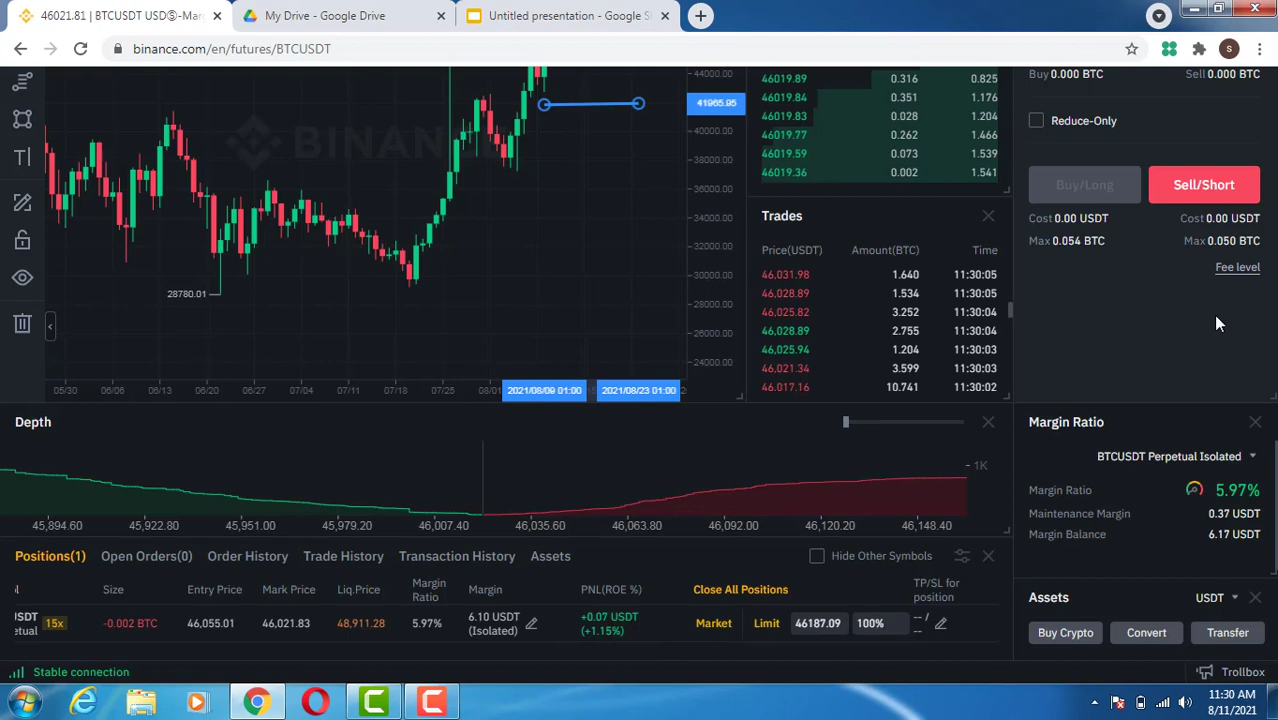 46021.81 | BTCUSDT USDⓈ-Mar
My Drive - Google Drive
Untitled presentation - Google S
binance.com/en/futures/BTCUSDT
S
44000.00
41965.95
40000.00
38000.00
36000.00
34000.00
32000.00
30000.00
28000.00
26000.00
24000.00
28780.01
05/30 06/06 06/13 06/20 06/27 07/04 07/11 07/18 07/25 08/01 2021/08/09 01:00 2021/08/23 01:00
46019.89 0.316 0.825
46019.84 0.351 1.176
46019.83 0.028 1.204
46019.77 0.262 1.466
46019.59 0.073 1.539
46019.36 0.002 1.541
Trades
Price(USDT) Amount(BTC) Time
46,031.98 1.640 11:30:05
46,028.89 1.534 11:30:05
46,025.82 3.252 11:30:04
46,028.89 2.755 11:30:04
46,025.94 1.204 11:30:03
46,021.34 3.599 11:30:03
46,017.16 10.741 11:30:02
Buy 0.000 BTC Sell 0.000 BTC
Reduce-Only
Buy/Long Sell/Short
Cost 0.00 USDT Cost 0.00 USDT
Max 0.054 BTC Max 0.050 BTC
Fee level
Depth
1K
45,894.60 45,922.80 45,951.00 45,979.20 46,007.40 46,035.60 46,063.80 46,092.00 46,120.20 46,148.40
Margin Ratio
BTCUSDT Perpetual Isolated
Margin Ratio 5.97%
Maintenance Margin 0.37 USDT
Margin Balance 6.17 USDT
Positions(1) Open Orders(0) Order History Trade History Transaction History Assets Hide Other Symbols
Size Entry Price Mark Price Liq.Price Margin Ratio Margin PNL(ROE %) Close All Positions TP/SL for position
SDT 15x -0.002 BTC 46,055.01 46,021.83 48,911.28 5.97% 6.10 USDT +0.07 USDT Market Limit 46187.09 100% -- /
etual (Isolated) (+1.15%) --
Assets USDT
Buy Crypto Convert Transfer
Stable connection
Trollbox
11:30 AM
8/11/2021